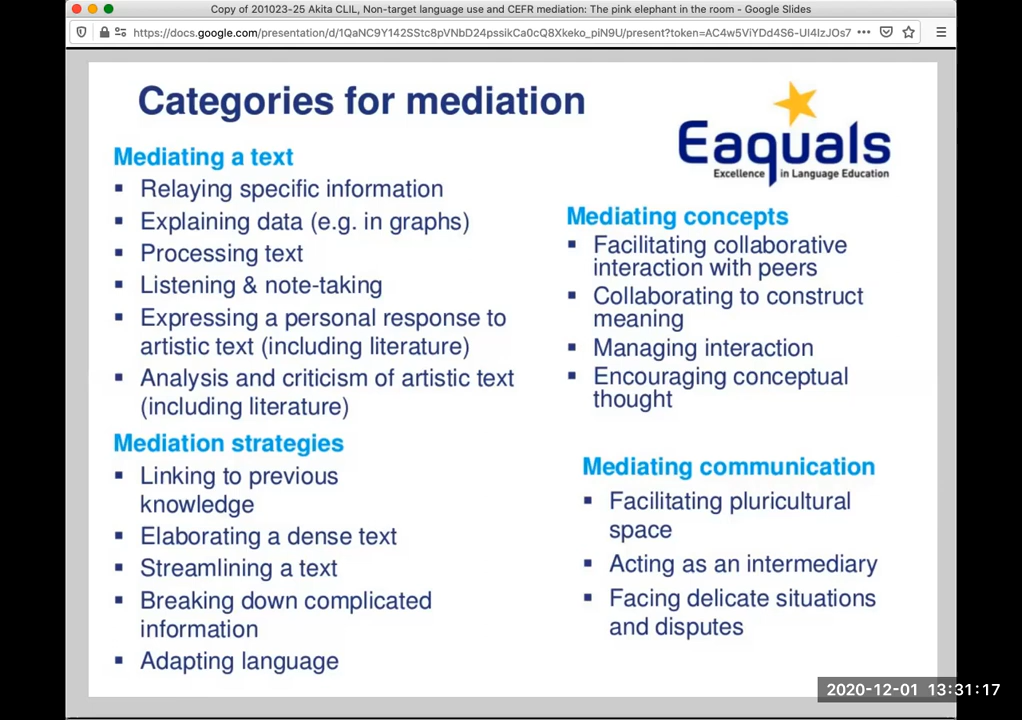 Copy of 201023-25 Akita CLIL, Non-target language use and CEFR mediation: The pink elephant in the room - Google Slides
https://docs.google.com/presentation/d/1QaNC9Y142SStc8pVNbD24pssikCa0cQ8Xkeko_piN9U/present?token=AC4w5ViYDd4S6-UI4IzJOs7
Categories for mediation
Eaquals
Excellence in Language Education
Mediating a text
▪ Relaying specific information
▪ Explaining data (e.g. in graphs)
▪ Processing text
▪ Listening & note-taking
▪ Expressing a personal response to
artistic text (including literature)
▪ Analysis and criticism of artistic text
(including literature)
Mediation strategies
▪ Linking to previous
knowledge
▪ Elaborating a dense text
▪ Streamlining a text
▪ Breaking down complicated
information
▪ Adapting language
Mediating concepts
▪ Facilitating collaborative
interaction with peers
▪ Collaborating to construct
meaning
▪ Managing interaction
▪ Encouraging conceptual
thought
Mediating communication
▪ Facilitating pluricultural
space
▪ Acting as an intermediary
▪ Facing delicate situations
and disputes
2020-12-01 13:31:17